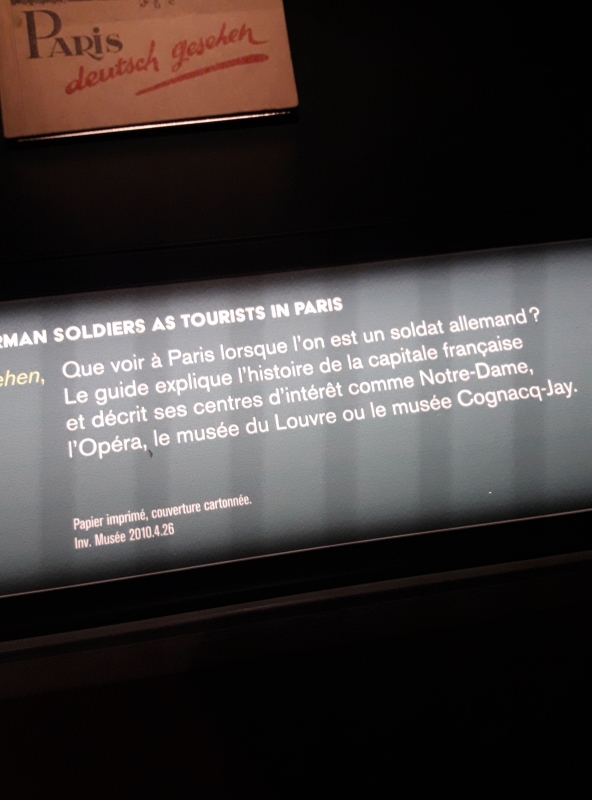 PARIS
deutsch gesehen
RMAN SOLDIERS AS TOURISTS IN PARIS
ehen,
Que voir à Paris lorsque l'on est un soldat allemand ?
Le guide explique l'histoire de la capitale française
et décrit ses centres d'intérêt comme Notre-Dame,
l'Opéra, le musée du Louvre ou le musée Cognacq-Jay.
Papier imprimé, couverture cartonnée.
Inv. Musée 2010.4.26